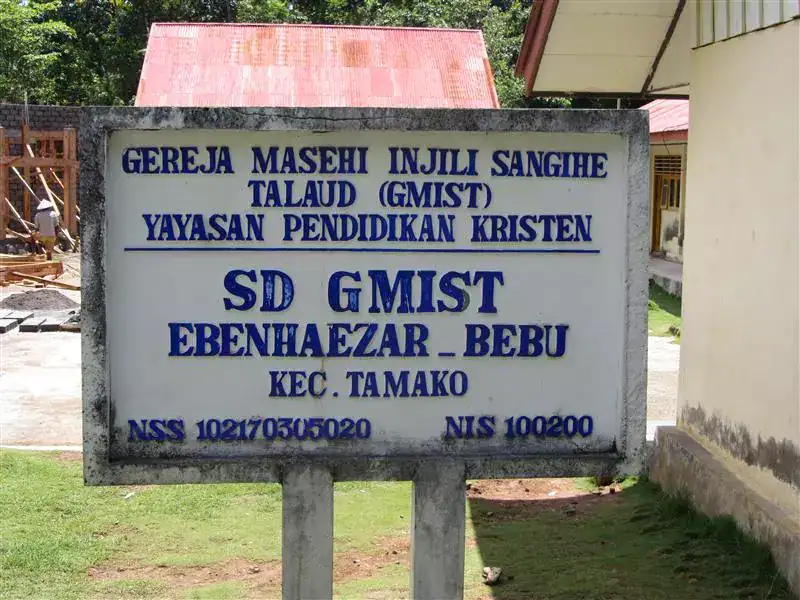 GEREJA MASEHI INJILI SANGIHE
TALAUD (GMIST)
YAYASAN PENDIDIKAN KRISTEN
SD GMIST
EBENHAEZAR - BEBU
KEC. TAMAKO
NSS 102170305020 NIS 100200